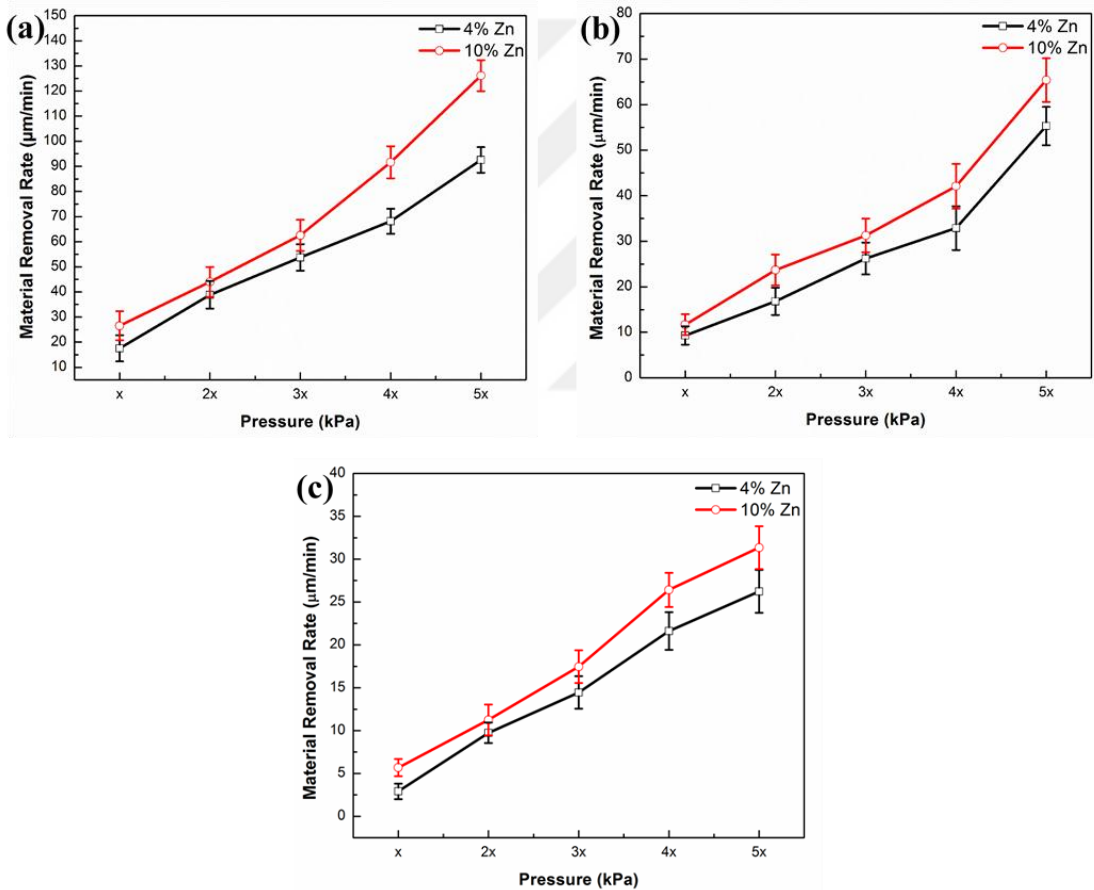 (a)
4% Zn
10% Zn
Material Removal Rate (µm/min)
150
140
130
120
110
100
90
80
70
60
50
40
30
20
10
x 2x 3x 4x 5x
Pressure (kPa)
(b)
4% Zn
10% Zn
Material Removal Rate (µm/min)
80
70
60
50
40
30
20
10
0
x 2x 3x 4x 5x
Pressure (kPa)
(c)
4% Zn
10% Zn
Material Removal Rate (µm/min)
40
35
30
25
20
15
10
5
0
x 2x 3x 4x 5x
Pressure (kPa)